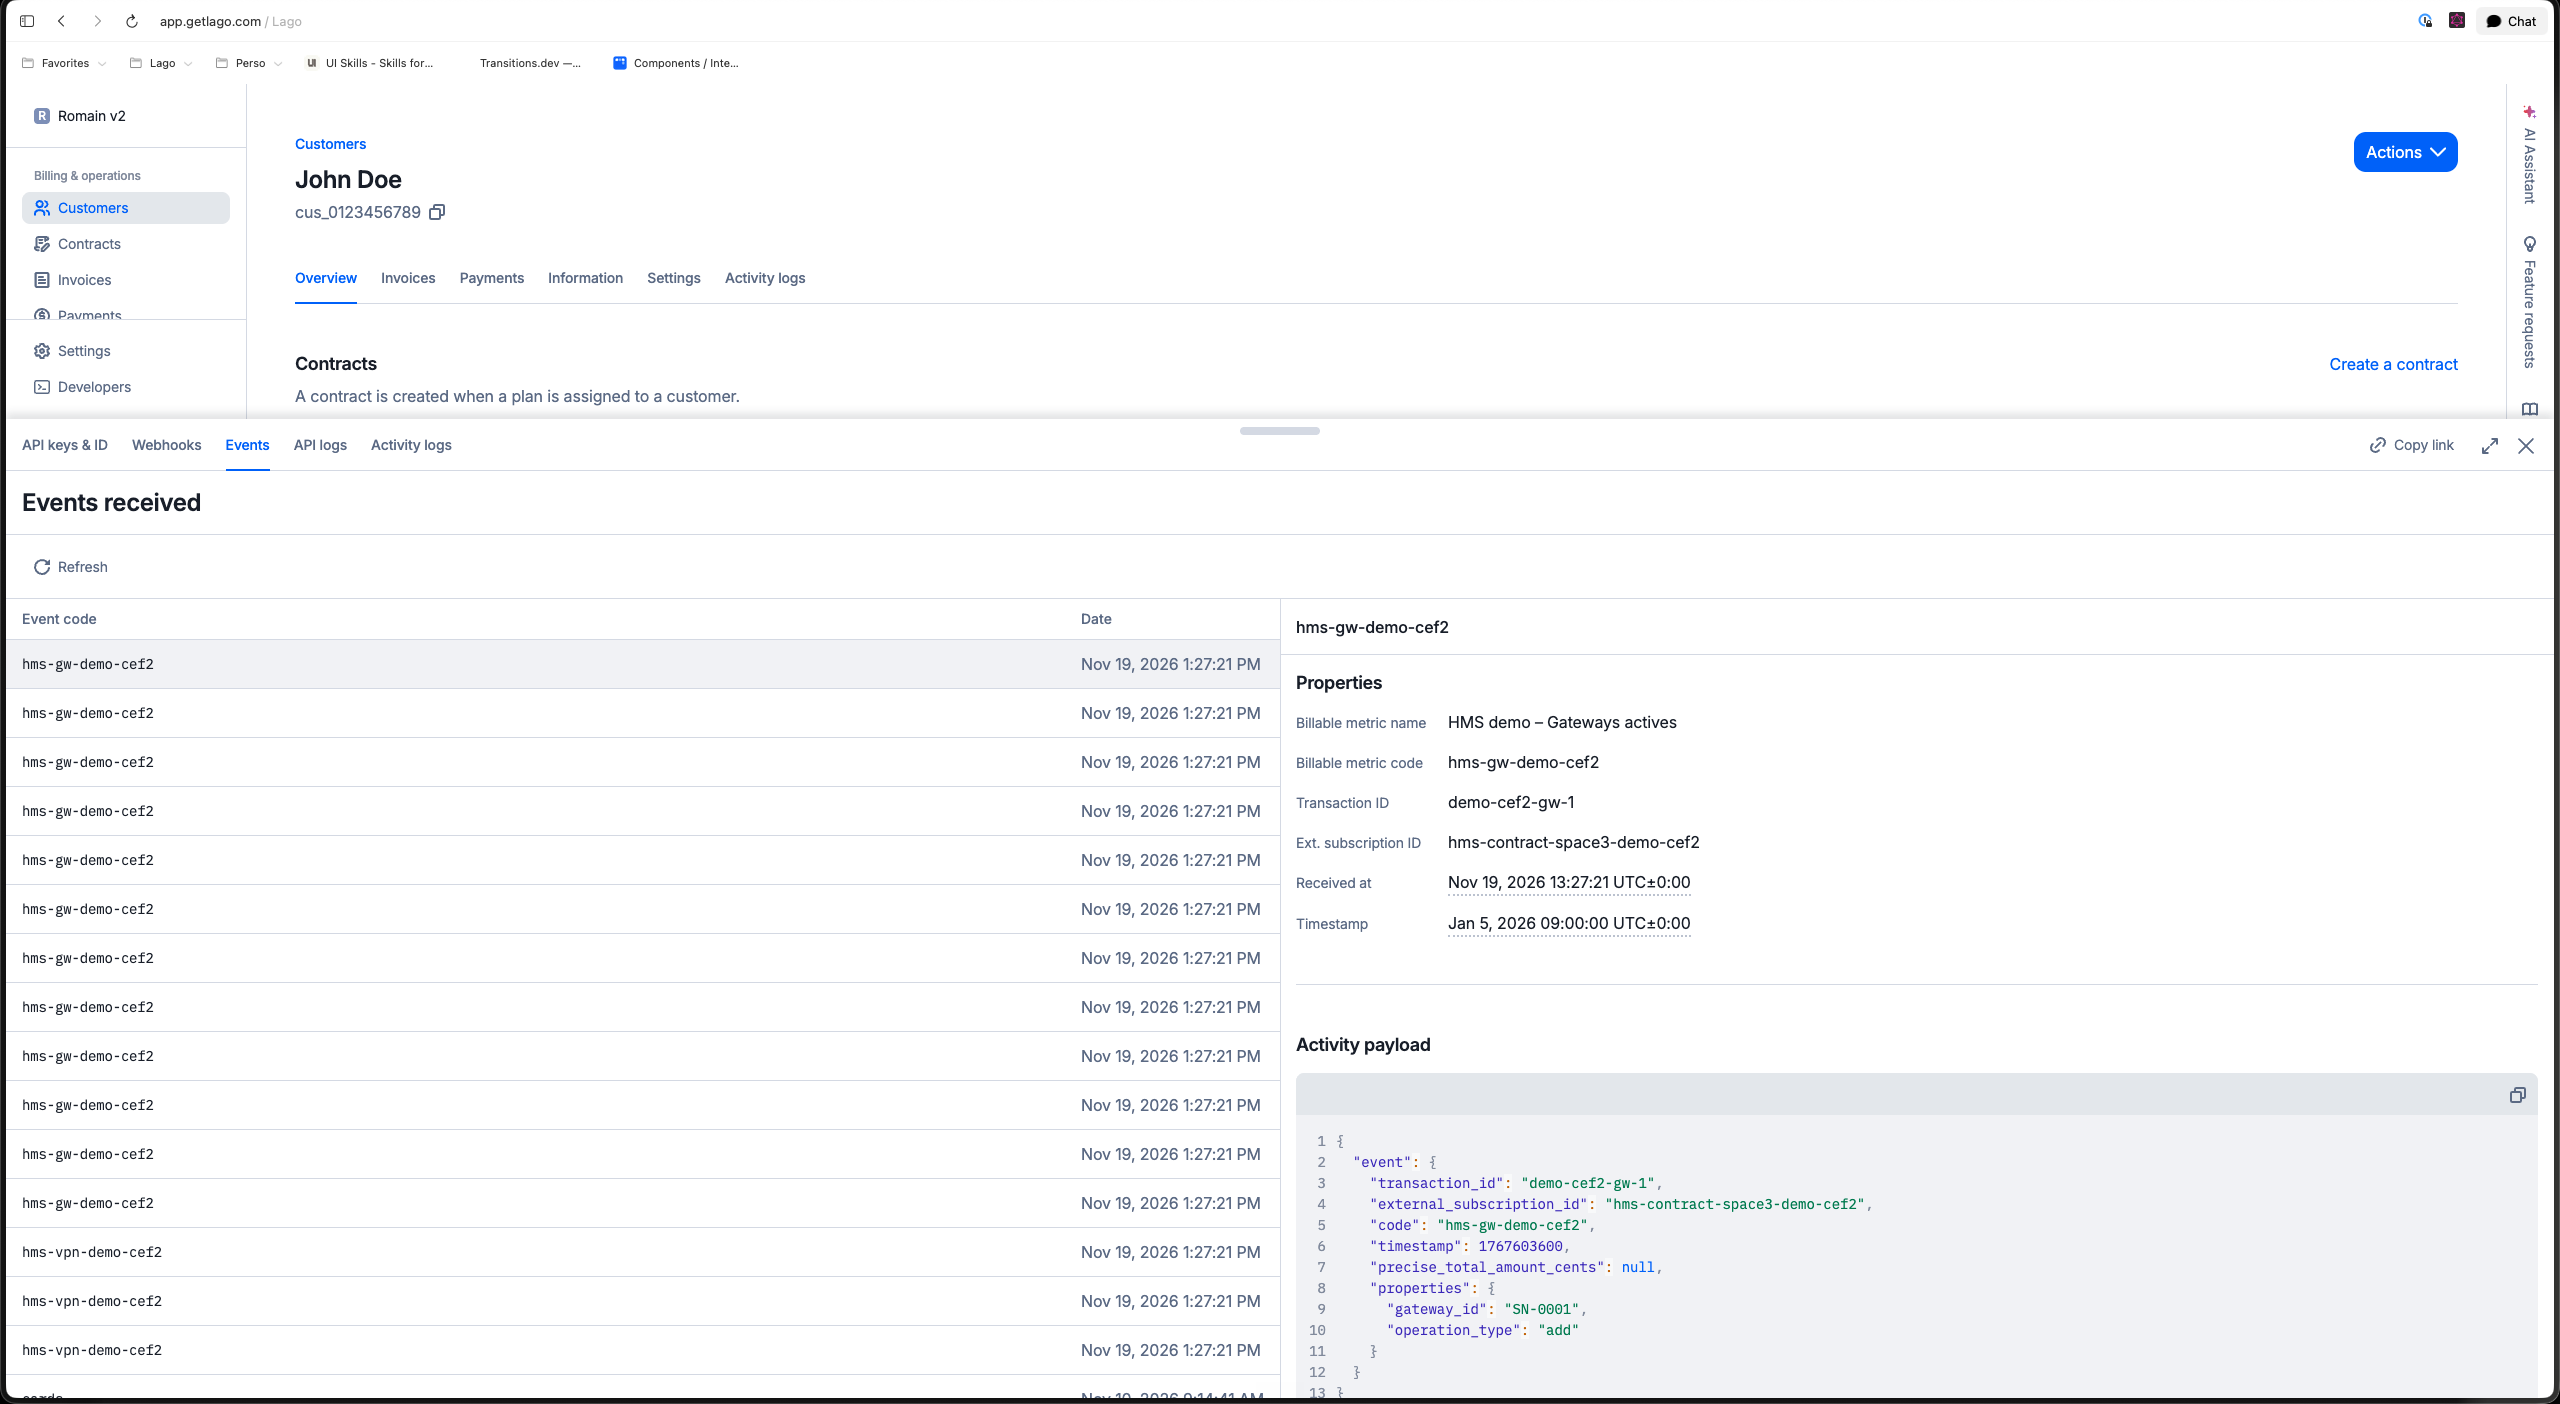 app.getlago.com / Lago
Chat
Favorites
Lago
Perso
UI UI Skills - Skills for...
Transitions.dev —...
Components / Inte...
R Romain v2
Billing & operations
Customers
Contracts
Invoices
Payments
Settings
Developers
Customers
John Doe
cus_0123456789
Actions
Overview Invoices Payments Information Settings Activity logs
Contracts
Create a contract
A contract is created when a plan is assigned to a customer.
AI Assistant
Feature requests
API keys & ID Webhooks Events API logs Activity logs
Copy link
Events received
Refresh
Event code Date
hms-gw-demo-cef2 Nov 19, 2026 1:27:21 PM
hms-gw-demo-cef2 Nov 19, 2026 1:27:21 PM
hms-gw-demo-cef2 Nov 19, 2026 1:27:21 PM
hms-gw-demo-cef2 Nov 19, 2026 1:27:21 PM
hms-gw-demo-cef2 Nov 19, 2026 1:27:21 PM
hms-gw-demo-cef2 Nov 19, 2026 1:27:21 PM
hms-gw-demo-cef2 Nov 19, 2026 1:27:21 PM
hms-gw-demo-cef2 Nov 19, 2026 1:27:21 PM
hms-gw-demo-cef2 Nov 19, 2026 1:27:21 PM
hms-gw-demo-cef2 Nov 19, 2026 1:27:21 PM
hms-gw-demo-cef2 Nov 19, 2026 1:27:21 PM
hms-gw-demo-cef2 Nov 19, 2026 1:27:21 PM
hms-vpn-demo-cef2 Nov 19, 2026 1:27:21 PM
hms-vpn-demo-cef2 Nov 19, 2026 1:27:21 PM
hms-vpn-demo-cef2 Nov 19, 2026 1:27:21 PM
hms-gw-demo-cef2
Properties
Billable metric name HMS demo – Gateways actives
Billable metric code hms-gw-demo-cef2
Transaction ID demo-cef2-gw-1
Ext. subscription ID hms-contract-space3-demo-cef2
Received at Nov 19, 2026 13:27:21 UTC±0:00
Timestamp Jan 5, 2026 09:00:00 UTC±0:00
Activity payload
1 {
2 "event": {
3 "transaction_id": "demo-cef2-gw-1",
4 "external_subscription_id": "hms-contract-space3-demo-cef2",
5 "code": "hms-gw-demo-cef2",
6 "timestamp": 1767603600,
7 "precise_total_amount_cents": null,
8 "properties": {
9 "gateway_id": "SN-0001",
10 "operation_type": "add"
11 }
12 }
13 }